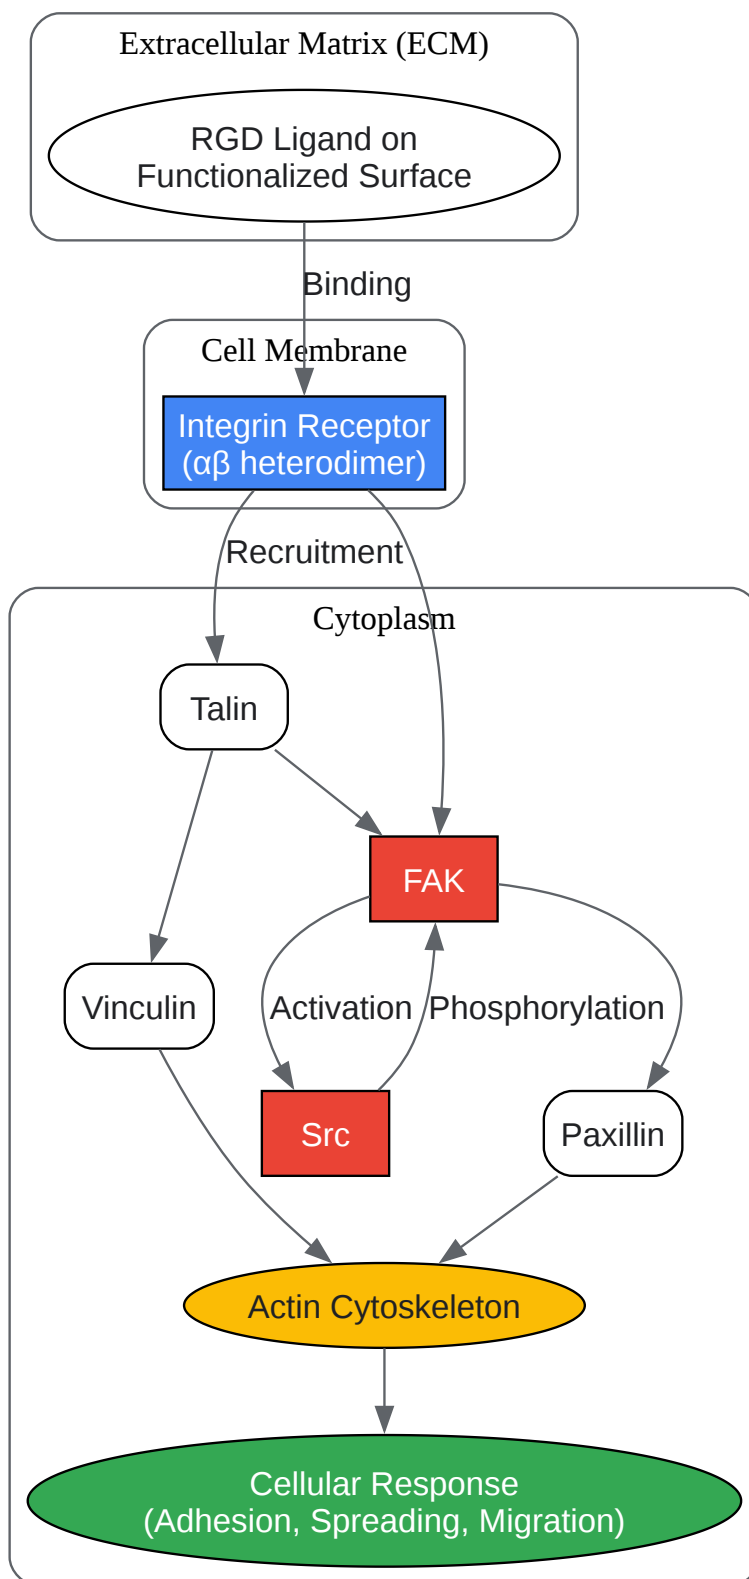 Extracellular Matrix (ECM)
RGD Ligand on
Functionalized Surface
Binding
Cell Membrane
Integrin Receptor
(αβ heterodimer)
Recruitment
Cytoplasm
Talin
FAK
Vinculin
Activation
Phosphorylation
Src
Paxillin
Actin Cytoskeleton
Cellular Response
(Adhesion, Spreading, Migration)